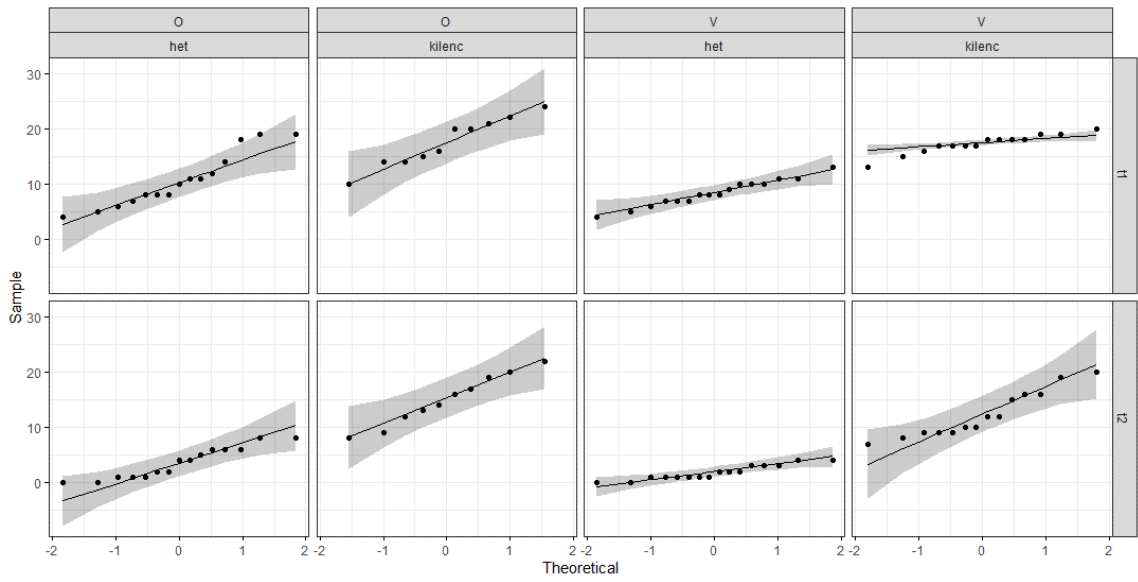 O O V V
het kilenc het kilenc
30
20
10
0
t1
30
20
10
0
t2
Sample
-2 -1 0 1 2 -2 -1 0 1 2 -2 -1 0 1 2 -2 -1 0 1 2
Theoretical